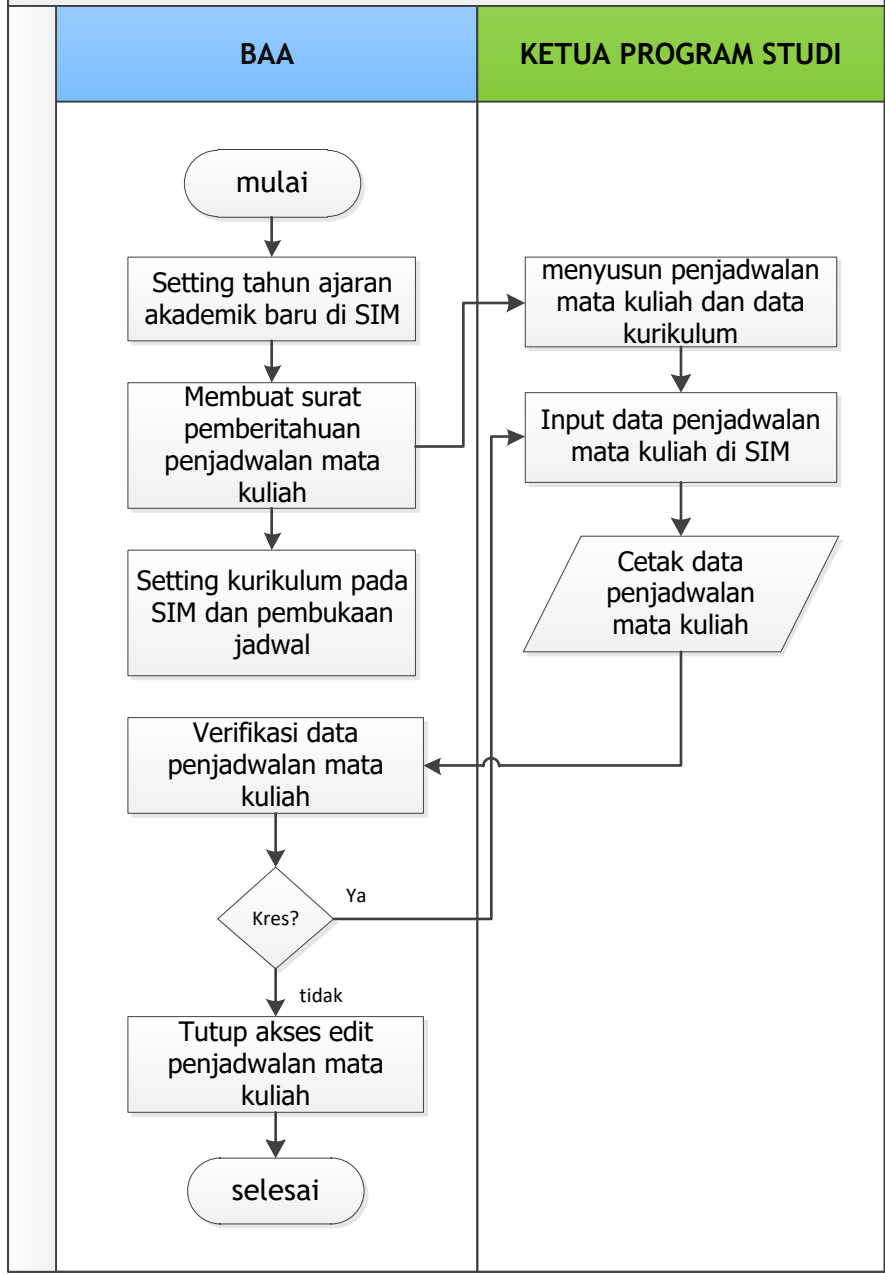 BAA
KETUA PROGRAM STUDI
mulai
Setting tahun ajaran
akademik baru di SIM
Membuat surat
pemberitahuan
penjadwalan mata
kuliah
Setting kurikulum pada
SIM dan pembukaan
jadwal
menyusun penjadwalan
mata kuliah dan data
kurikulum
Input data penjadwalan
mata kuliah di SIM
Cetak data
penjadwalan
mata kuliah
Verifikasi data
penjadwalan mata
kuliah
Kres?
Ya
tidak
Tutup akses edit
penjadwalan mata
kuliah
selesai